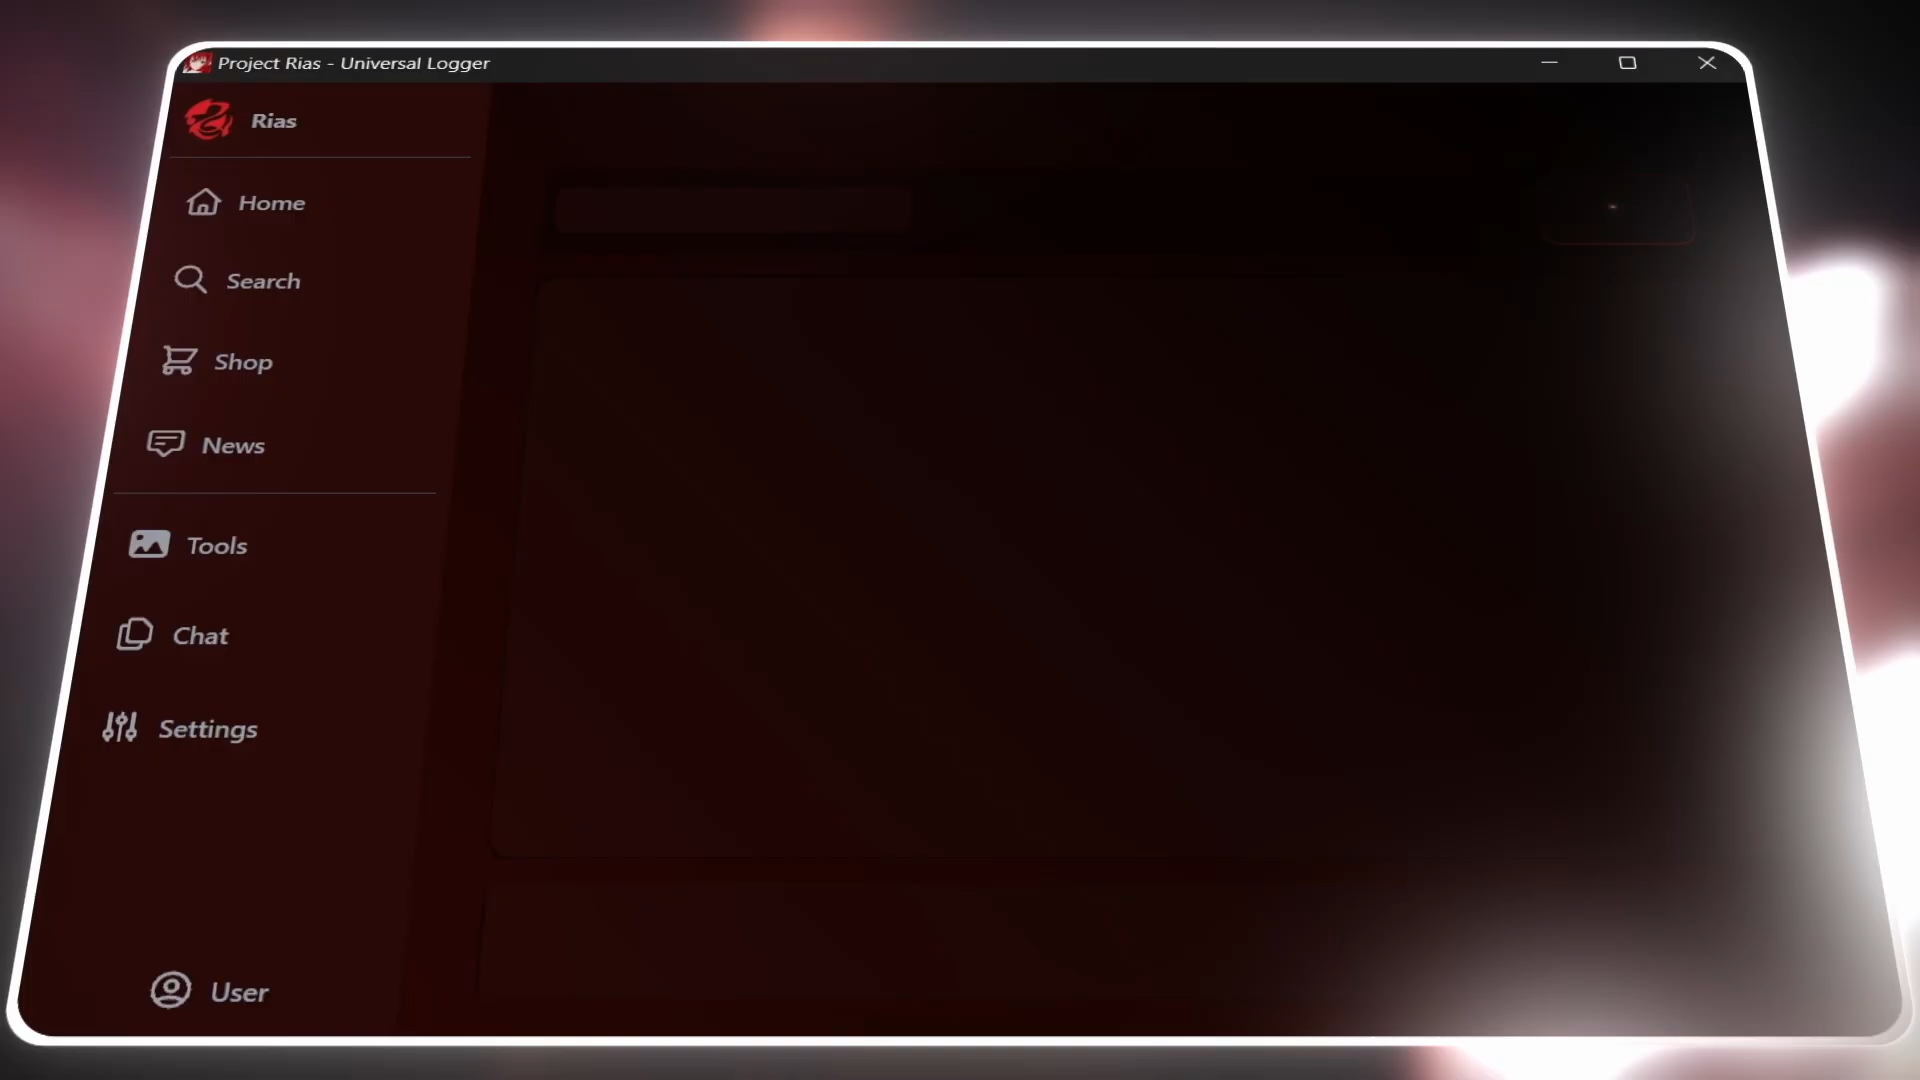 Project Rias - Universal Logger
Rias
Home
Search
Shop
News
Tools
Chat
Settings
User